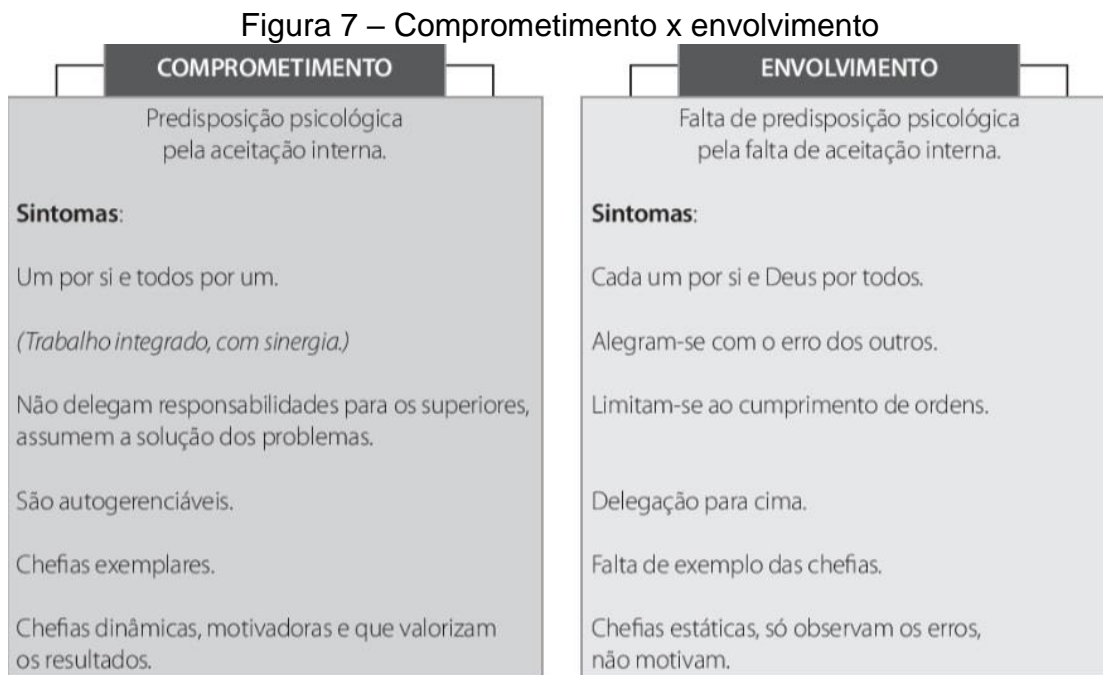 Figura 7 – Comprometimento x envolvimento
COMPROMETIMENTO
Predisposição psicológica
pela aceitação interna.
Sintomas:
Um por si e todos por um.
(Trabalho integrado, com sinergia.)
Não delegam responsabilidades para os superiores,
assumem a solução dos problemas.
São autogerenciáveis.
Chefias exemplares.
Chefias dinâmicas, motivadoras e que valorizam
os resultados.
ENVOLVIMENTO
Falta de predisposição psicológica
pela falta de aceitação interna.
Sintomas:
Cada um por si e Deus por todos.
Alegram-se com o erro dos outros.
Limitam-se ao cumprimento de ordens.
Delegação para cima.
Falta de exemplo das chefias.
Chefias estáticas, só observam os erros,
não motivam.